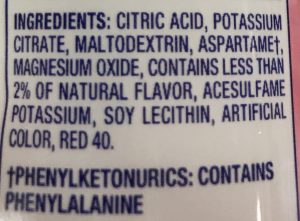 INGREDIENTS: CITRIC ACID, POTASSIUM
CITRATE, MALTODEXTRIN, ASPARTAME†,
MAGNESIUM OXIDE, CONTAINS LESS THAN
2% OF NATURAL FLAVOR, ACESULFAME
POTASSIUM, SOY LECITHIN, ARTIFICIAL
COLOR, RED 40.
†PHENYLKETONURICS: CONTAINS
PHENYLALANINE